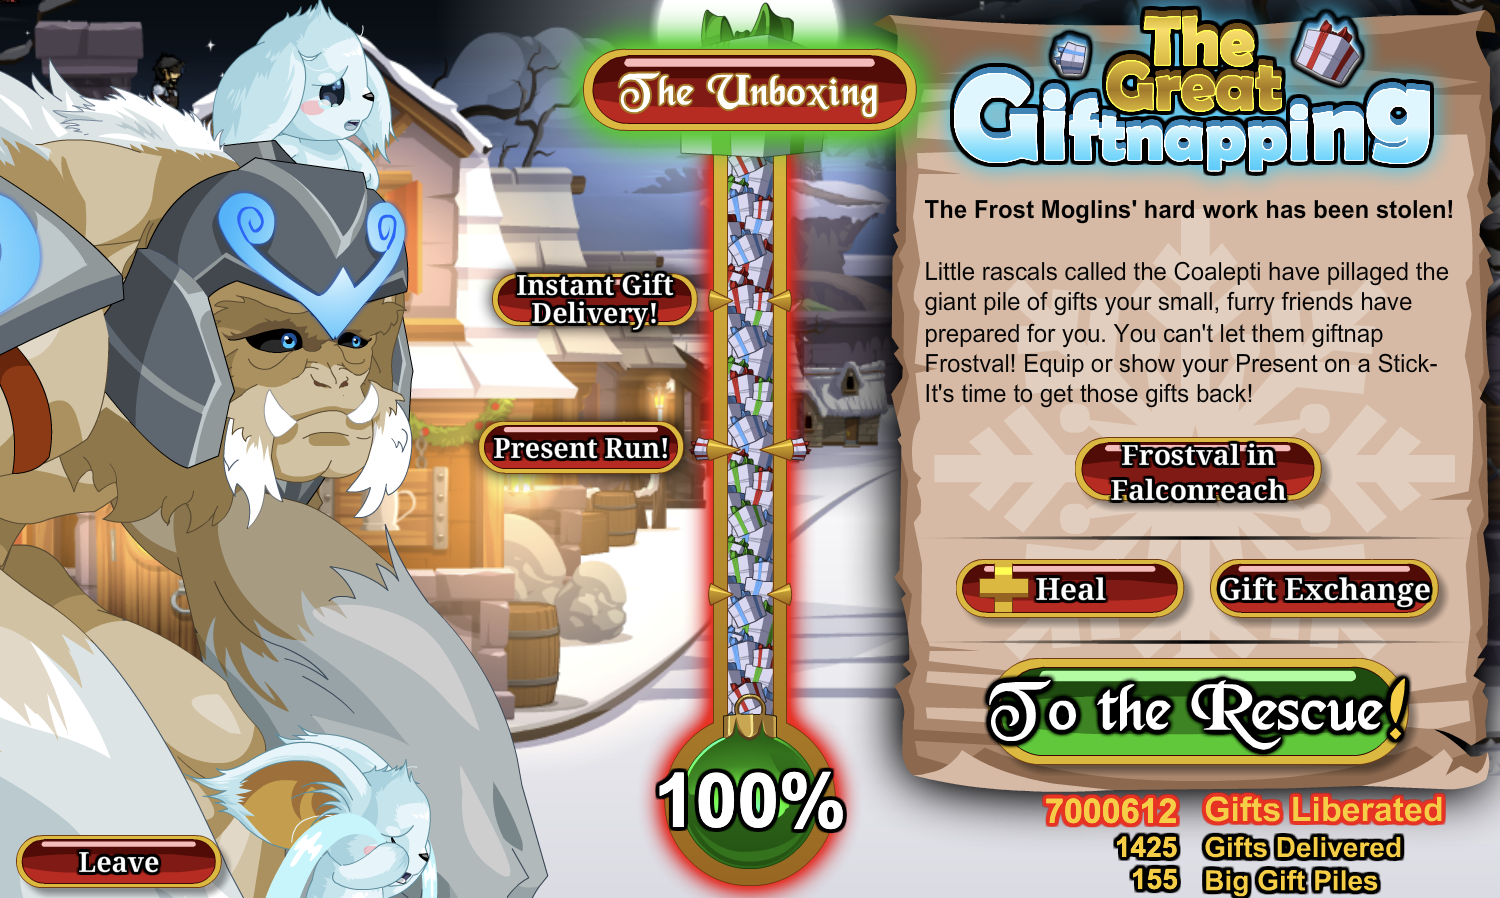 The Unboxing
Instant Gift
Delivery!
Present Run!
100%
Leave
The
Great
Giftnapping
The Frost Moglins' hard work has been stolen!
Little rascals called the Coalepti have pillaged the
giant pile of gifts your small, furry friends have
prepared for you. You can't let them giftnap
Frostval! Equip or show your Present on a Stick-
It's time to get those gifts back!
Frostval in
Falconreach
Heal
Gift Exchange
To the Rescue!
7000612 Gifts Liberated
1425 Gifts Delivered
155 Big Gift Piles